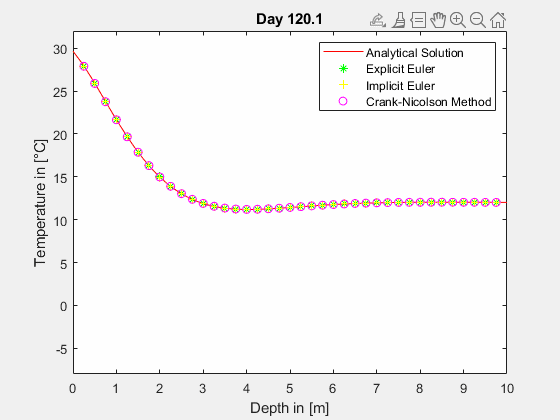 Day 120.1
Analytical Solution
Explicit Euler
Implicit Euler
Crank-Nicolson Method
Temperature in [°C]
30
25
20
15
10
5
0
-5
0 1 2 3 4 5 6 7 8 9 10
Depth in [m]